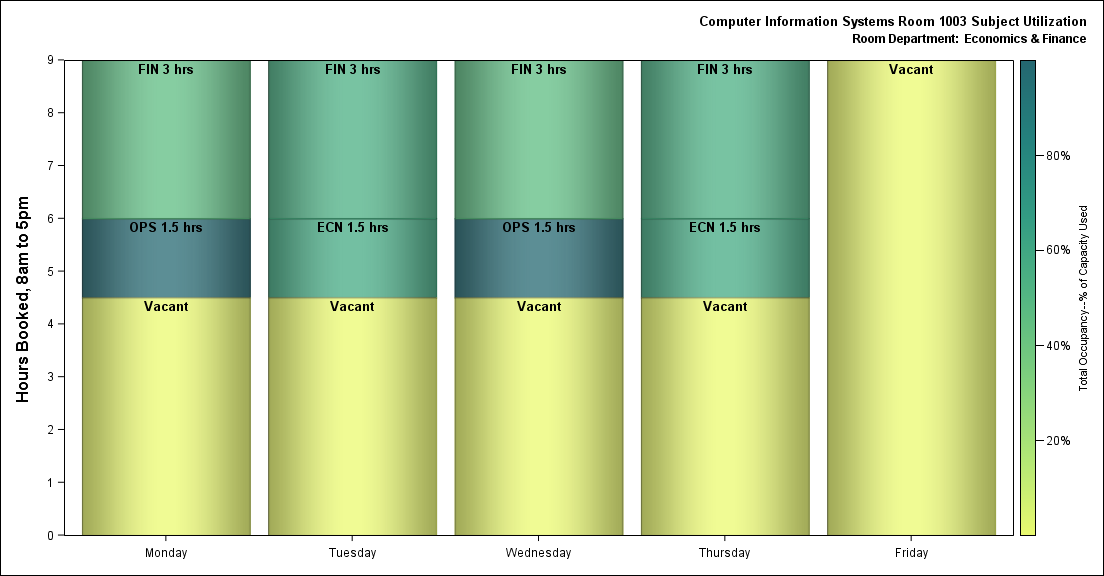 Computer Information Systems Room 1003 Subject Utilization
Room Department: Economics & Finance
Hours Booked, 8am to 5pm
9
8
7
6
5
4
3
2
1
0
FIN 3 hrs
OPS 1.5 hrs
Vacant
FIN 3 hrs
ECN 1.5 hrs
Vacant
FIN 3 hrs
OPS 1.5 hrs
Vacant
FIN 3 hrs
ECN 1.5 hrs
Vacant
Vacant
Monday
Tuesday
Wednesday
Thursday
Friday
80%
60%
40%
20%
Total Occupancy--% of Capacity Used